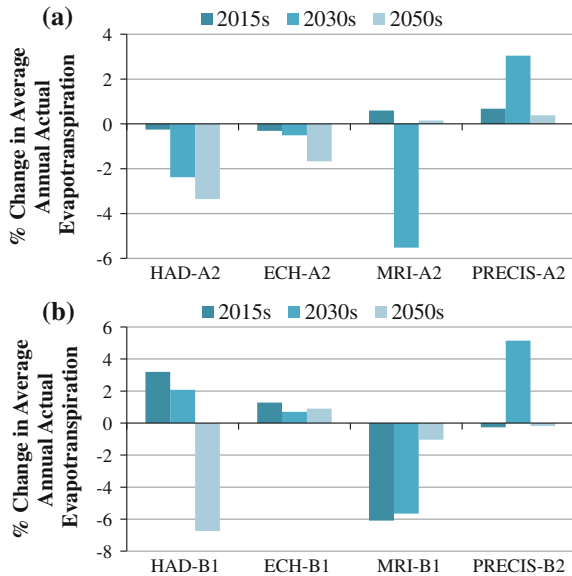 (a)
2015s 2030s 2050s
% Change in Average
Annual Actual
Evapotranspiration
4
2
0
-2
-4
-6
HAD-A2 ECH-A2 MRI-A2 PRECIS-A2
(b)
2015s 2030s 2050s
% Change in Average
Annual Actual
Evapotranspiration
6
4
2
0
-2
-4
-6
-8
HAD-B1 ECH-B1 MRI-B1 PRECIS-B2